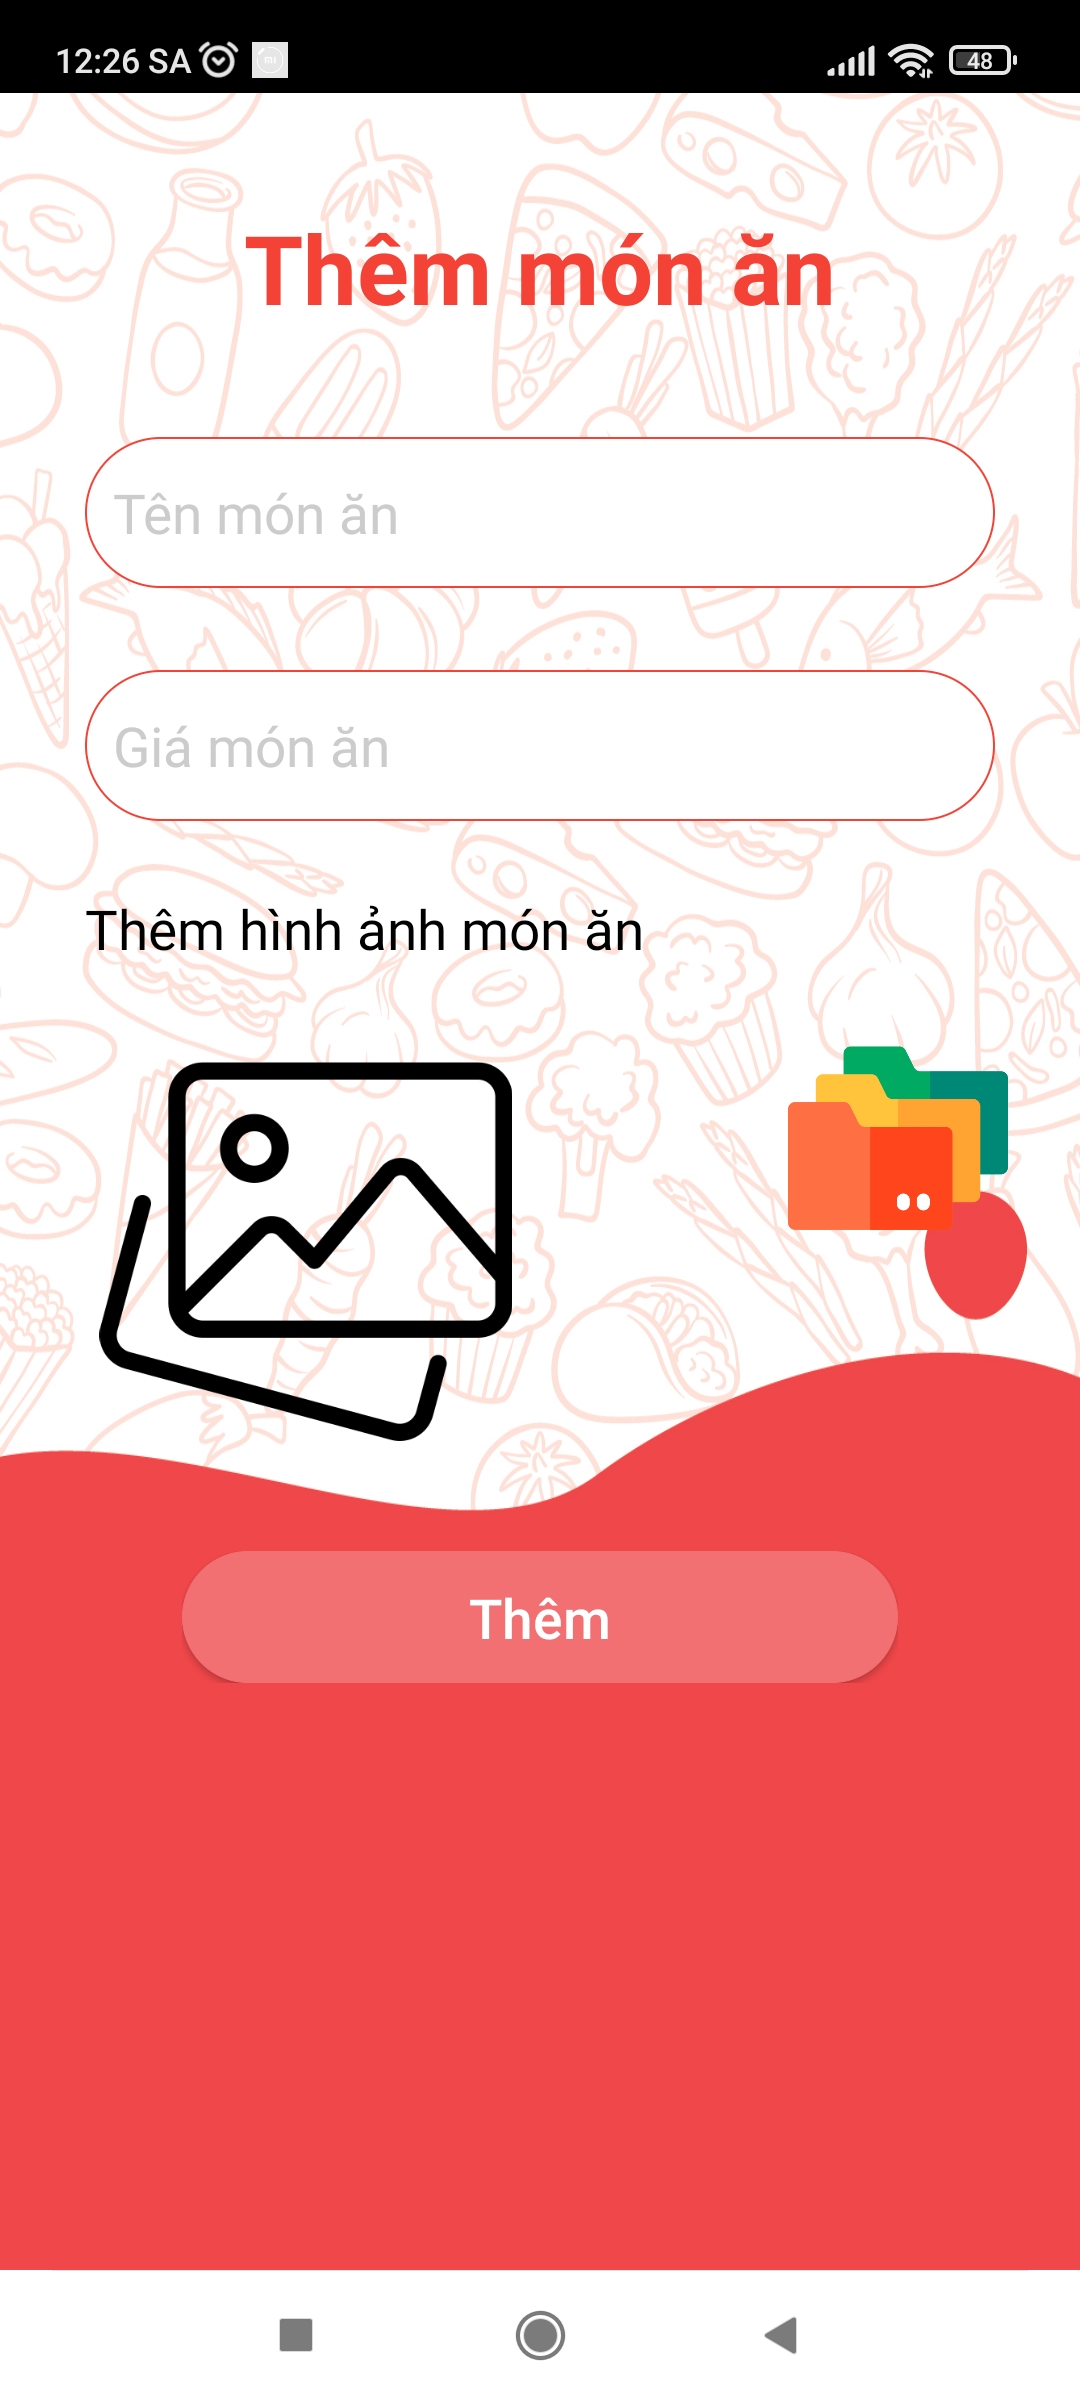 12:26 SA
48
Thêm món ăn
Tên món ăn
Giá món ăn
Thêm hình ảnh món ăn
Thêm